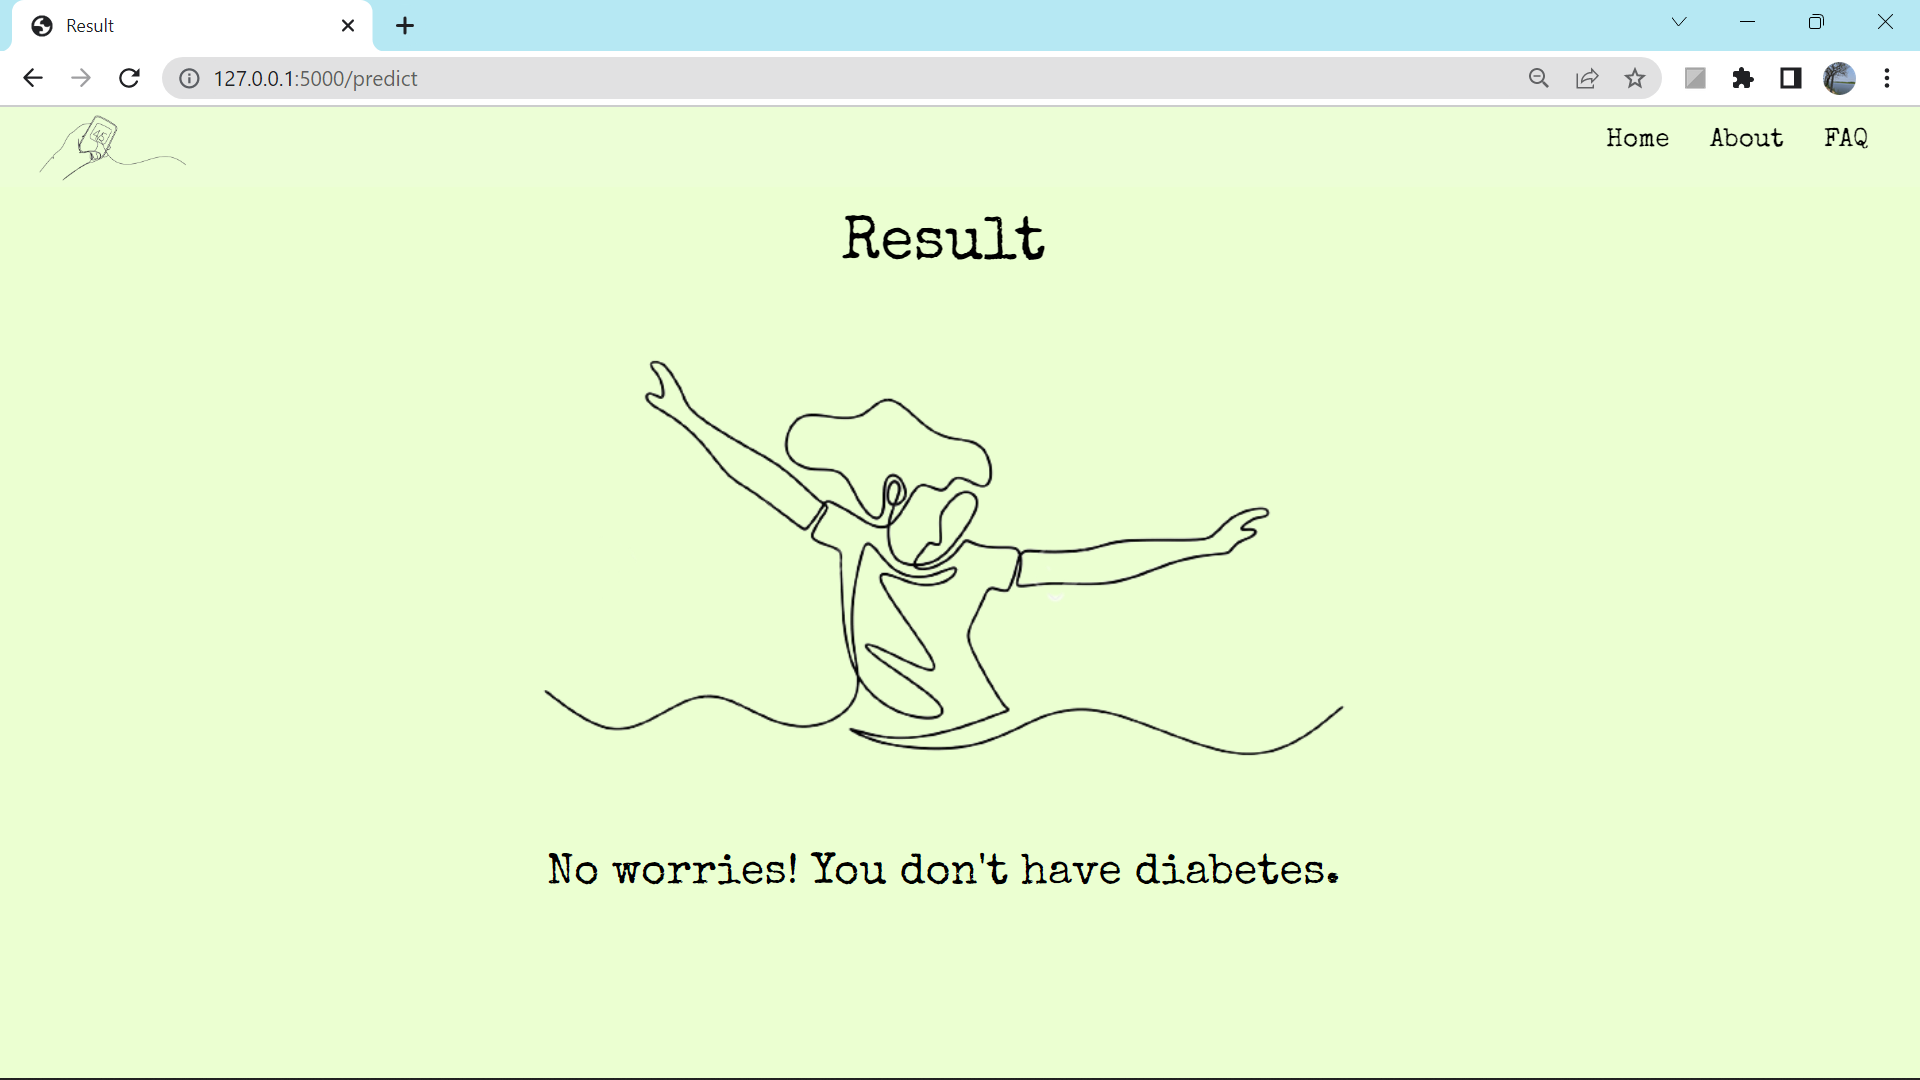 Result
127.0.0.1:5000/predict
Home About FAQ
Result
No worries! You don't have diabetes.